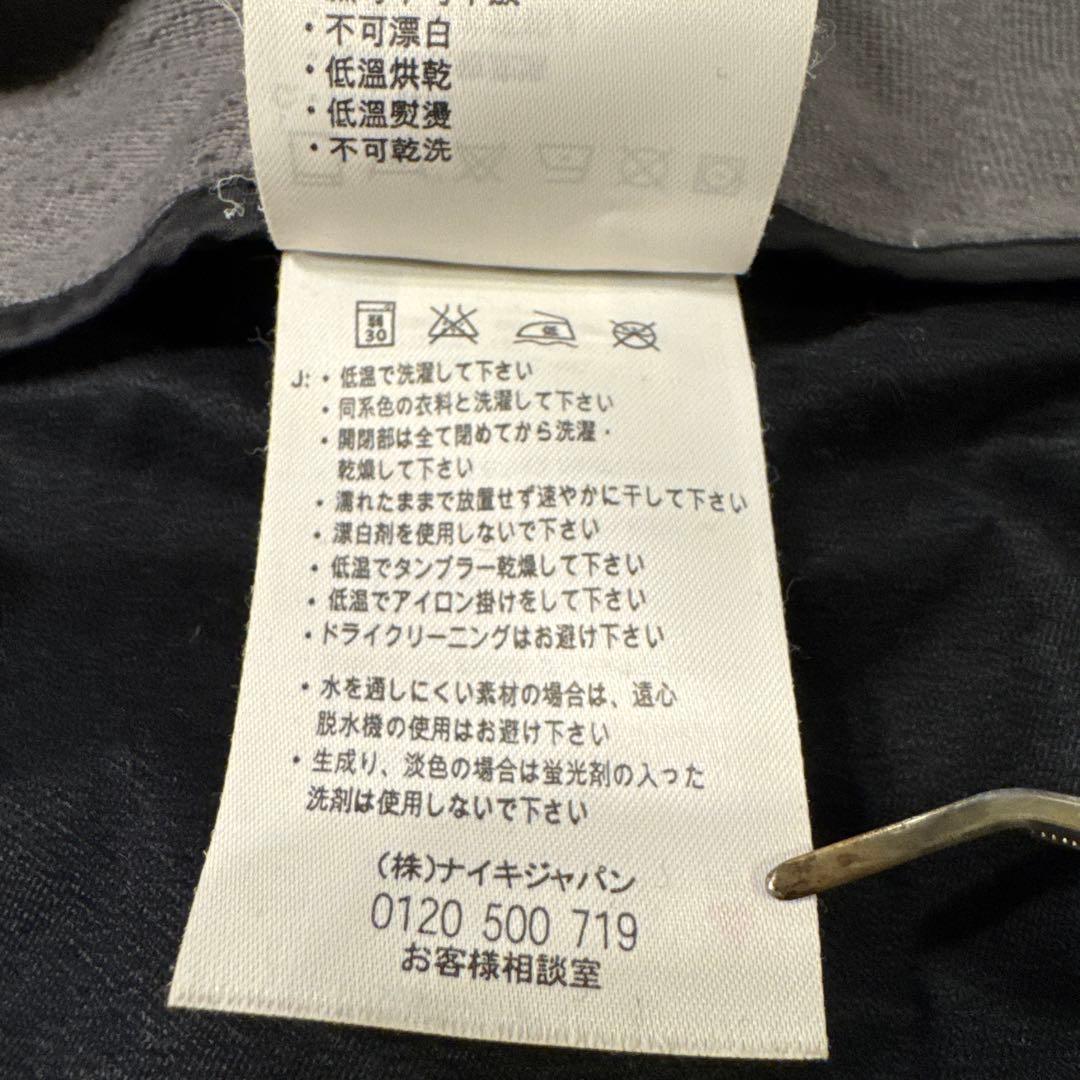 ・不可漂白
・低溫烘乾
・低溫熨燙
・不可乾洗
弱
30
低
J: ・低温で洗濯して下さい
・同系色の衣料と洗濯して下さい
・開閉部は全て閉めてから洗濯・
乾燥して下さい
・濡れたままで放置せず速やかに干して下さい
・漂白剤を使用しないで下さい
・低温でタンブラー乾燥して下さい
・低温でアイロン掛けをして下さい
・ドライクリーニングはお避け下さい
・水を通しにくい素材の場合は、遠心
脱水機の使用はお避け下さい
・生成り、淡色の場合は蛍光剤の入った
洗剤は使用しないで下さい
(株)ナイキジャパン
0120 500 719
お客様相談室